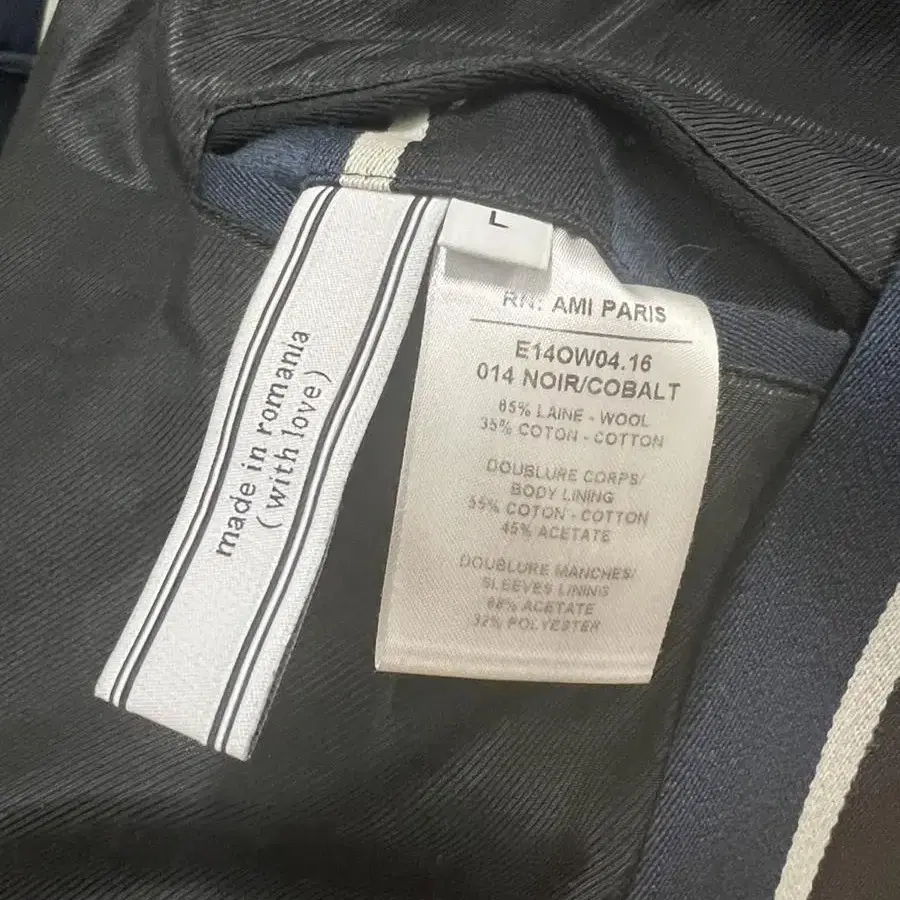 made in romania
(with love)
L
RN: AMI PARIS
E14OW04.16
014 NOIR/COBALT
65% LAINE - WOOL
35% COTON - COTTON
DOUBLURE CORPS/
BODY LINING
55% COTON - COTTON
45% ACETATE
DOUBLURE MANCHES/
SLEEVES LINING
68% ACETATE
32% POLYESTER